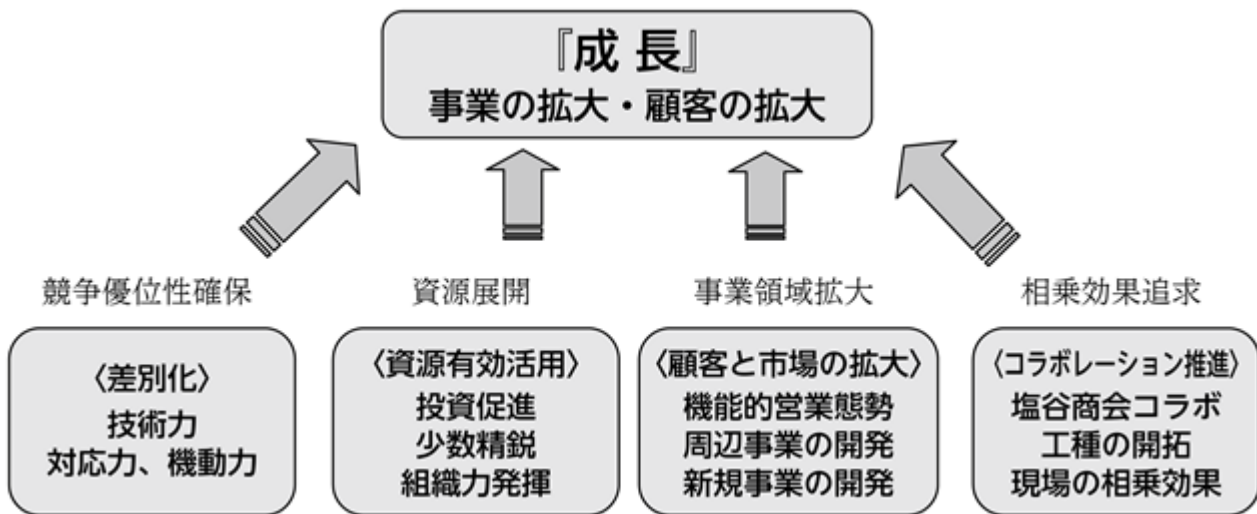 『成 長』
事業の拡大・顧客の拡大
競争優位性確保
資源展開
事業領域拡大
相乗効果追求
〈差別化〉
技術力
対応力、機動力
〈資源有効活用〉
投資促進
少数精鋭
組織力発揮
〈顧客と市場の拡大〉
機能的営業態勢
周辺事業の開発
新規事業の開発
〈コラボレーション推進〉
塩谷商会コラボ
工種の開拓
現場の相乗効果